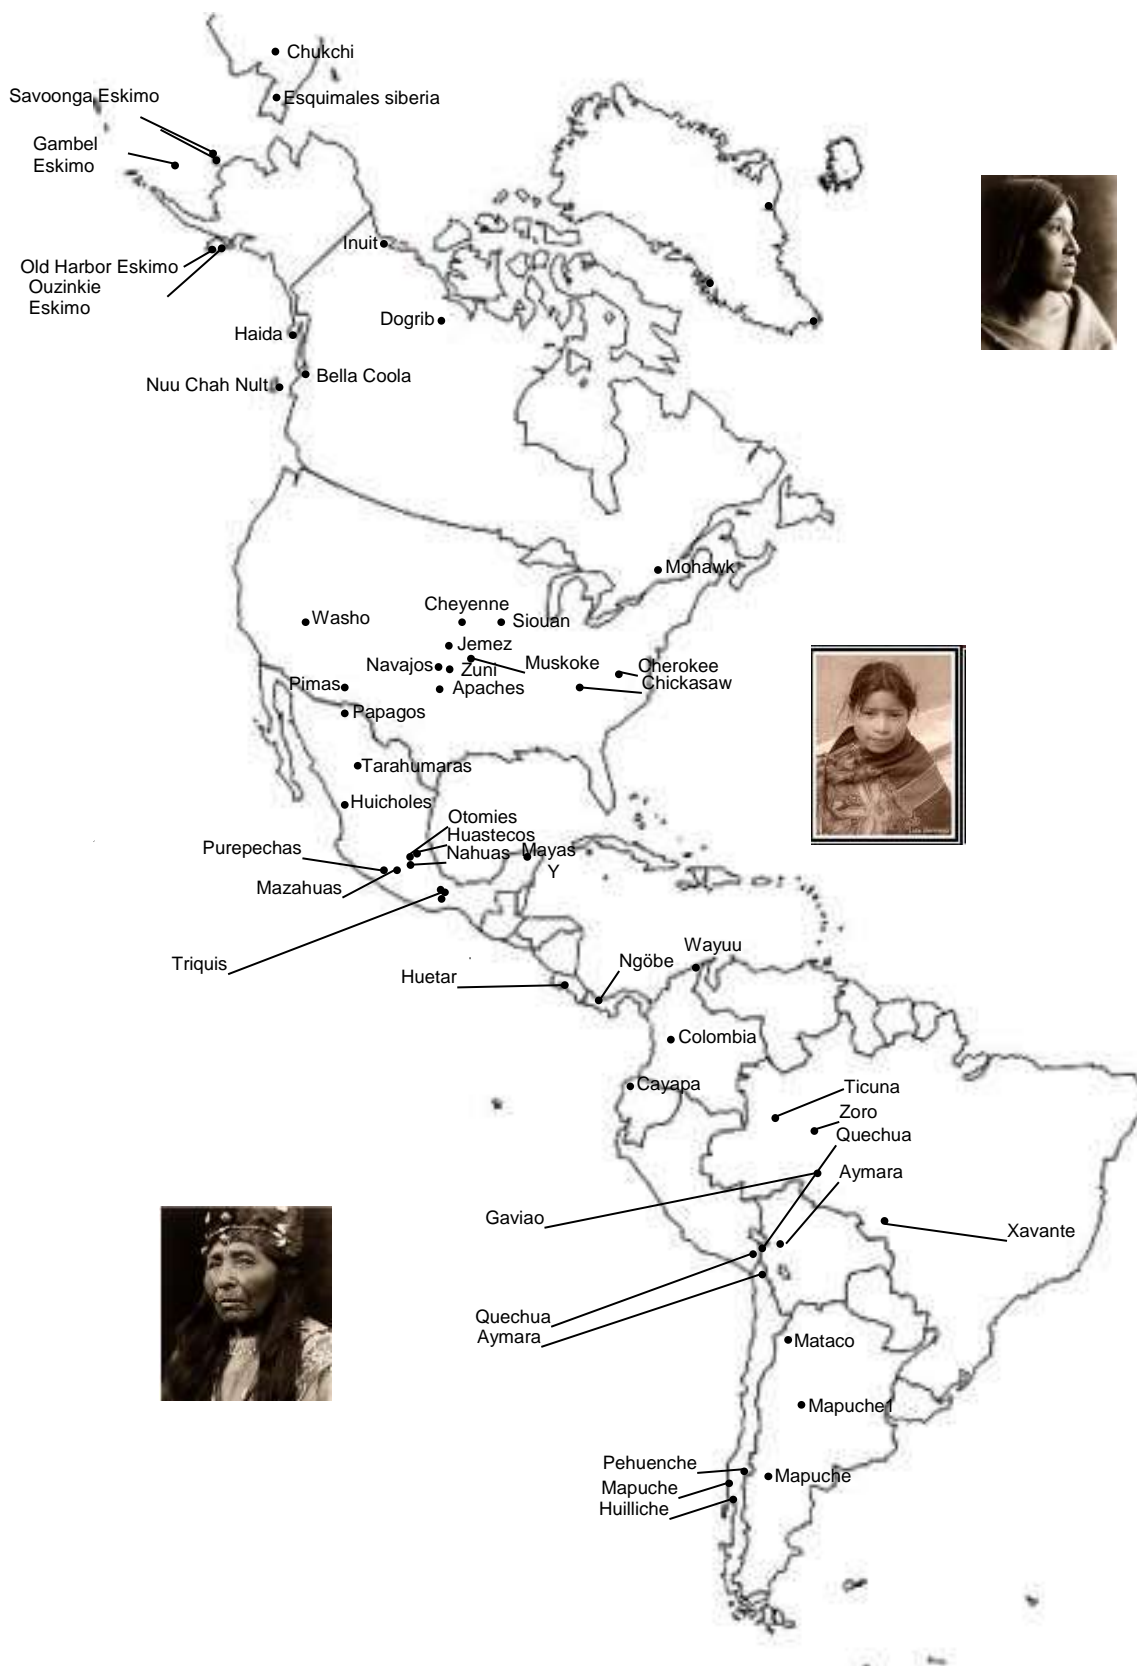 Chukchi
Savoonga Eskimo
Esquimales siberia
Gambel
Eskimo
Inuit
Old Harbor Eskimo
Ouzinkie
Eskimo
Dogrib
Haida
Bella Coola
Nuu Chah Nult
Mohawk
Cheyenne
Washo
Siouan
Jemez
Navajos
Zuni
Muskoke
Cherokee
Chickasaw
Pimas
Apaches
Papagos
Tarahumaras
Huicholes
Otomies
Huastecos
Nahuas
Mayas
Y
Purepechas
Mazahuas
Triquis
Huetar
Ngöbe
Wayuu
Colombia
Cayapa
Ticuna
Zoro
Quechua
Aymara
Gaviao
Xavante
Quechua
Aymara
Mataco
Mapuche1
Pehuenche
Mapuche
Mapuche
Huilliche